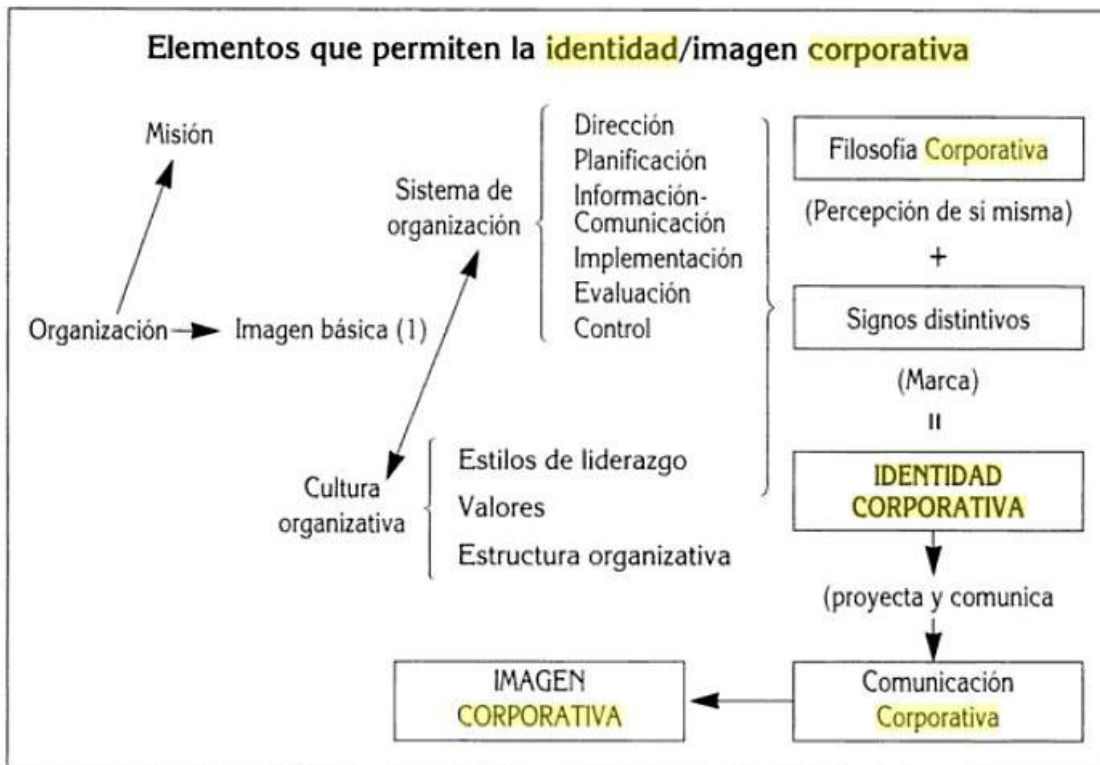 Elementos que permiten la identidad/imagen corporativa
Misión
Organización
Imagen básica (1)
Sistema de
organización
Dirección
Planificación
Información-
Comunicación
Implementación
Evaluación
Control
Cultura
organizativa
Estilos de liderazgo
Valores
Estructura organizativa
Filosofía Corporativa
(Percepción de sí misma)
+
Signos distintivos
(Marca)
=
IDENTIDAD
CORPORATIVA
(proyecta y comunica
Comunicación
Corporativa
IMAGEN
CORPORATIVA